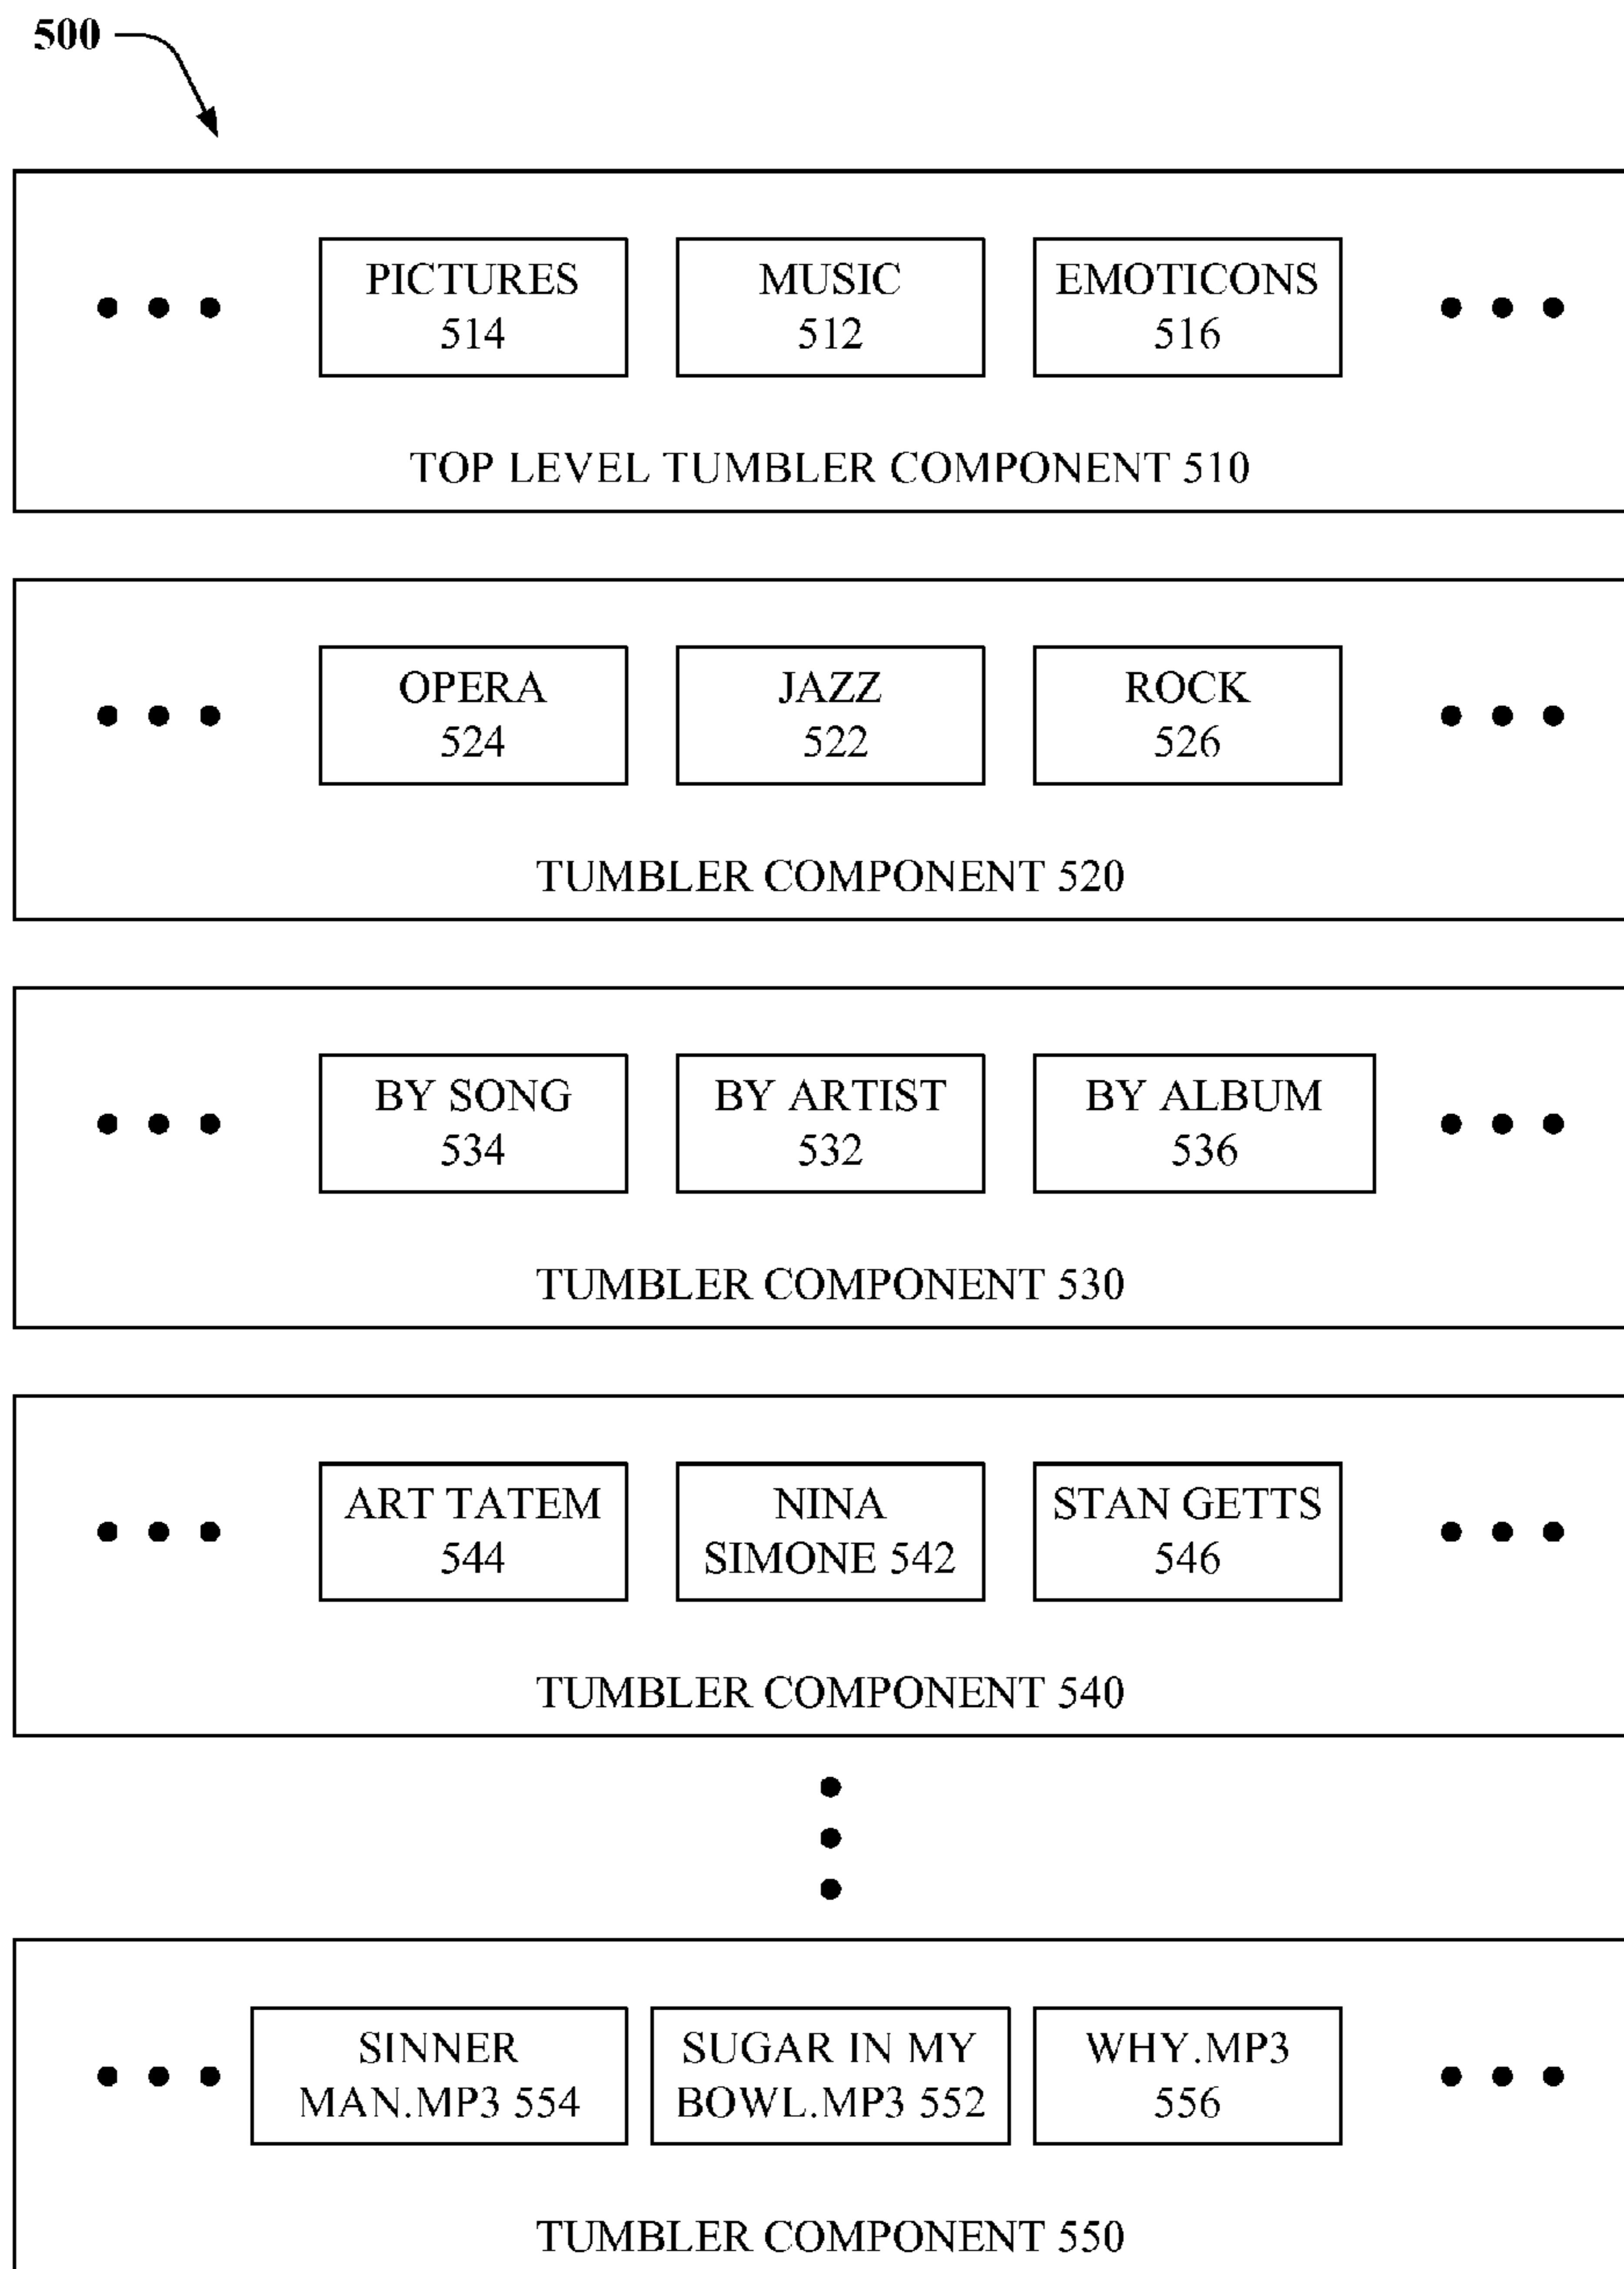 500
PICTURES
514
MUSIC
512
EMOTICONS
516
TOP LEVEL TUMBLER COMPONENT 510
OPERA
524
JAZZ
522
ROCK
526
TUMBLER COMPONENT 520
BY SONG
534
BY ARTIST
532
BY ALBUM
536
TUMBLER COMPONENT 530
ART TATEM
544
NINA
SIMONE 542
STAN GETTS
546
TUMBLER COMPONENT 540
SINNER
MAN.MP3 554
SUGAR IN MY
BOWL.MP3 552
WHY.MP3
556
TUMBLER COMPONENT 550